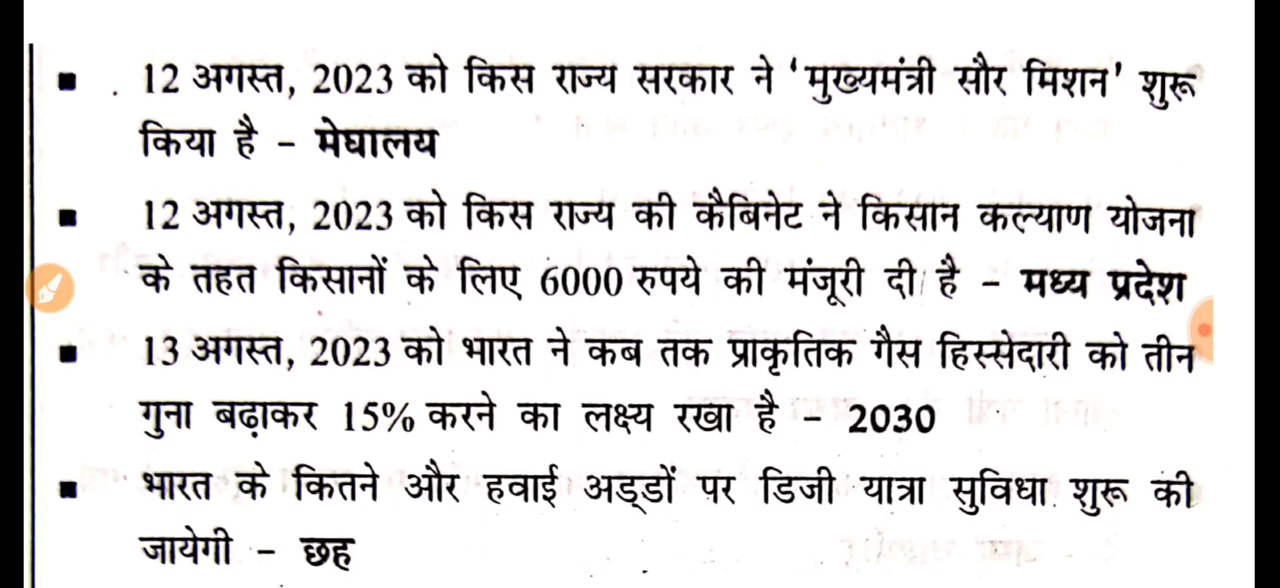 ▪ 12 अगस्त, 2023 को किस राज्य सरकार ने ‘मुख्यमंत्री सौर मिशन’ शुरू
किया है – मेघालय
▪ 12 अगस्त, 2023 को किस राज्य की कैबिनेट ने किसान कल्याण योजना
के तहत किसानों के लिए 6000 रुपये की मंजूरी दी है – मध्य प्रदेश
▪ 13 अगस्त, 2023 को भारत ने कब तक प्राकृतिक गैस हिस्सेदारी को तीन
गुना बढ़ाकर 15% करने का लक्ष्य रखा है – 2030
▪ भारत के कितने और हवाई अड्डों पर डिजी यात्रा सुविधा शुरू की
जायेगी – छह